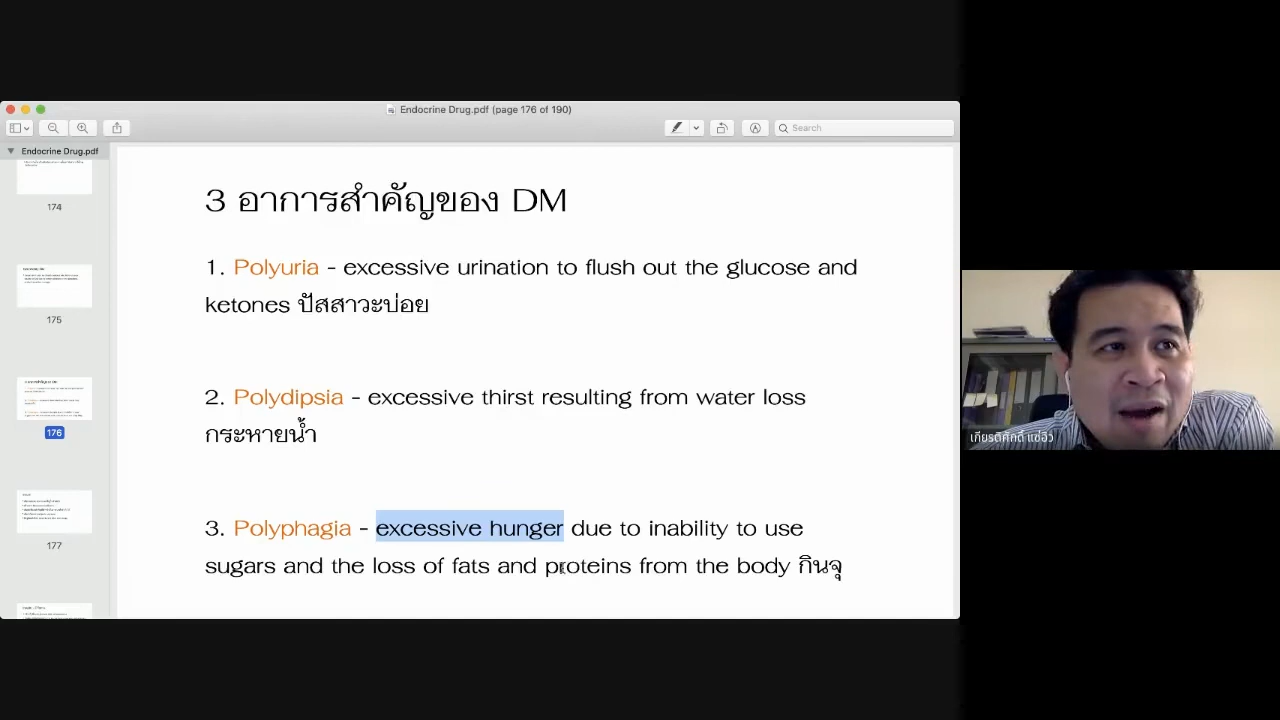 Endocrine Drug.pdf (page 176 of 190)
Search
Endocrine Drug.pdf
174
175
176
177
3 อาการสำคัญของ DM
1. Polyuria - excessive urination to flush out the glucose and
ketones ปัสสาวะบ่อย
2. Polydipsia - excessive thirst resulting from water loss
กระหายน้ำ
3. Polyphagia - excessive hunger due to inability to use
sugars and the loss of fats and proteins from the body กินจุ
เกียรติศักดิ์ แซ่อิว